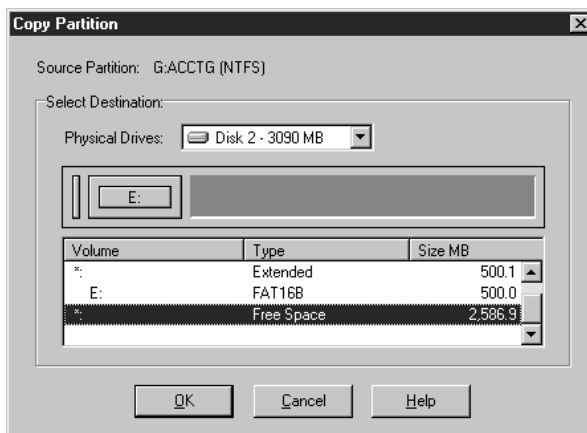 Copy Partition
Source Partition: G:ACCTG (NTFS)
Select Destination:
Physical Drives: Disk 2 - 3090 MB
E:
Volume Type Size MB
*: Extended 500.1
E: FAT16B 500.0
*: Free Space 2,586.9
OK Cancel Help